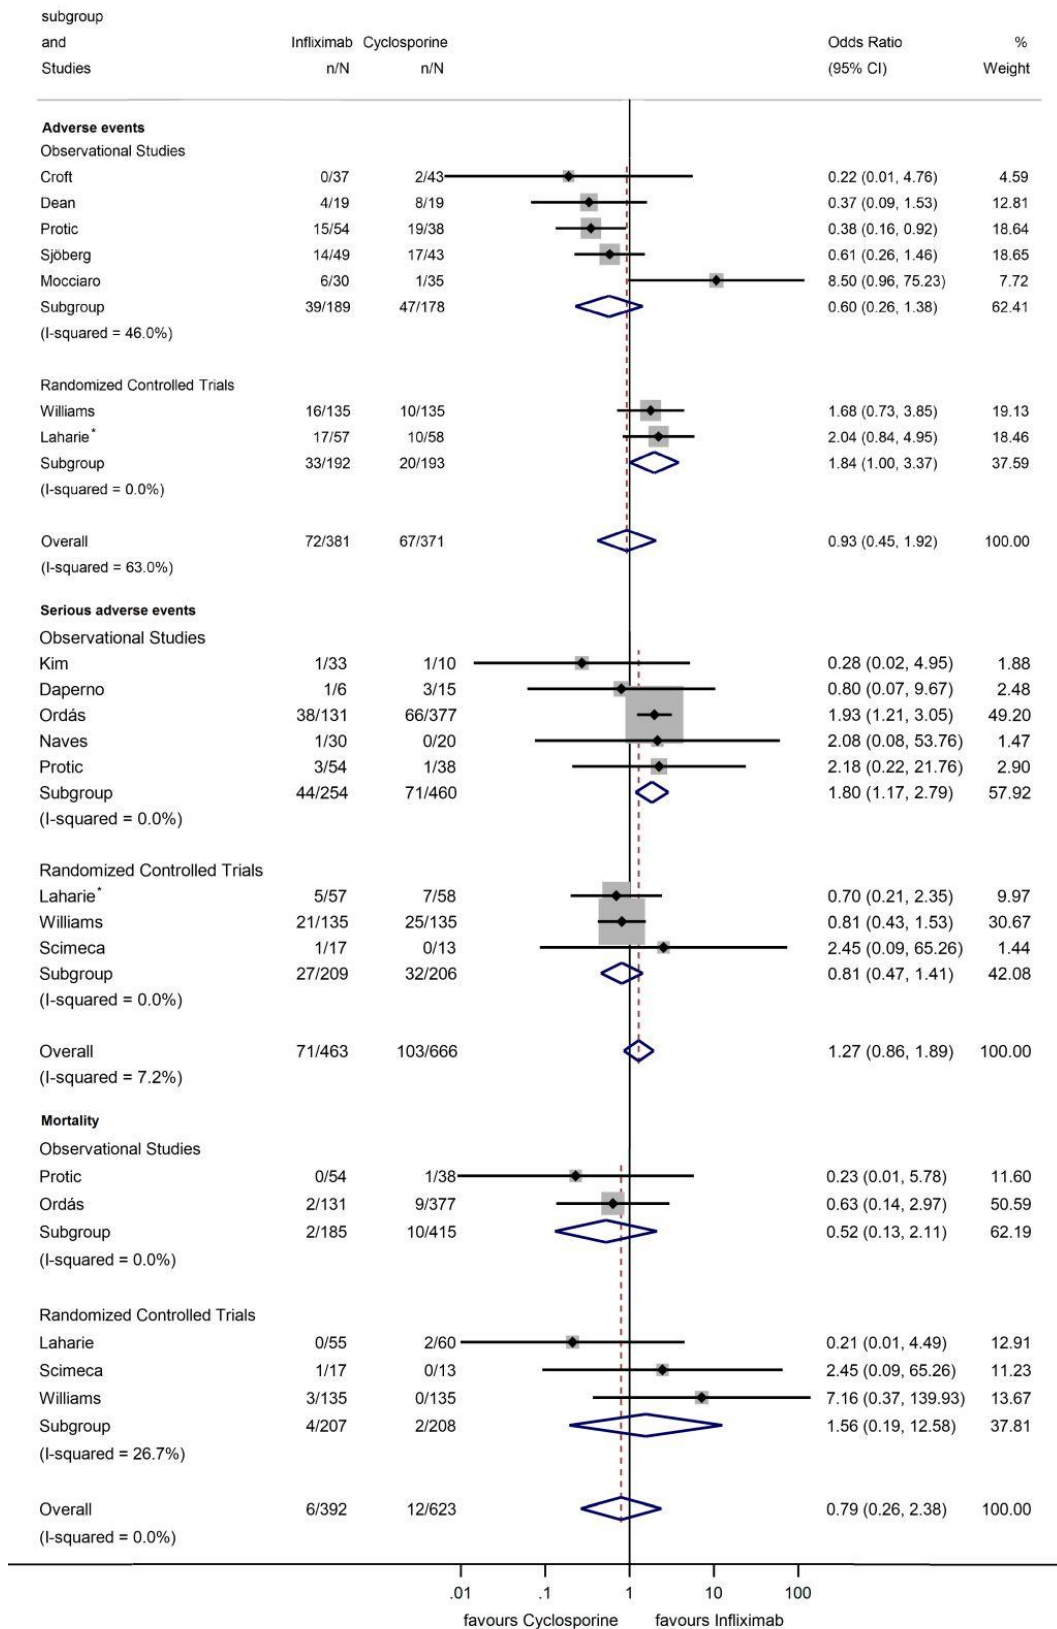 subgroup
and Infliximab Cyclosporine Odds Ratio %
Studies n/N n/N (95% CI) Weight
Adverse events
Observational Studies
Croft 0/37 2/43 0.22 (0.01, 4.76) 4.59
Dean 4/19 8/19 0.37 (0.09, 1.53) 12.81
Protic 15/54 19/38 0.38 (0.16, 0.92) 18.64
Sjöberg 14/49 17/43 0.61 (0.26, 1.46) 18.65
Mocciaro 6/30 1/35 8.50 (0.96, 75.23) 7.72
Subgroup 39/189 47/178 0.60 (0.26, 1.38) 62.41
(I-squared = 46.0%)
Randomized Controlled Trials
Williams 16/135 10/135 1.68 (0.73, 3.85) 19.13
Laharie* 17/57 10/58 2.04 (0.84, 4.95) 18.46
Subgroup 33/192 20/193 1.84 (1.00, 3.37) 37.59
(I-squared = 0.0%)
Overall 72/381 67/371 0.93 (0.45, 1.92) 100.00
(I-squared = 63.0%)
Serious adverse events
Observational Studies
Kim 1/33 1/10 0.28 (0.02, 4.95) 1.88
Daperno 1/6 3/15 0.80 (0.07, 9.67) 2.48
Ordás 38/131 66/377 1.93 (1.21, 3.05) 49.20
Naves 1/30 0/20 2.08 (0.08, 53.76) 1.47
Protic 3/54 1/38 2.18 (0.22, 21.76) 2.90
Subgroup 44/254 71/460 1.80 (1.17, 2.79) 57.92
(I-squared = 0.0%)
Randomized Controlled Trials
Laharie* 5/57 7/58 0.70 (0.21, 2.35) 9.97
Williams 21/135 25/135 0.81 (0.43, 1.53) 30.67
Scimeca 1/17 0/13 2.45 (0.09, 65.26) 1.44
Subgroup 27/209 32/206 0.81 (0.47, 1.41) 42.08
(I-squared = 0.0%)
Overall 71/463 103/666 1.27 (0.86, 1.89) 100.00
(I-squared = 7.2%)
Mortality
Observational Studies
Protic 0/54 1/38 0.23 (0.01, 5.78) 11.60
Ordás 2/131 9/377 0.63 (0.14, 2.97) 50.59
Subgroup 2/185 10/415 0.52 (0.13, 2.11) 62.19
(I-squared = 0.0%)
Randomized Controlled Trials
Laharie 0/55 2/60 0.21 (0.01, 4.49) 12.91
Scimeca 1/17 0/13 2.45 (0.09, 65.26) 11.23
Williams 3/135 0/135 7.16 (0.37, 139.93) 13.67
Subgroup 4/207 2/208 1.56 (0.19, 12.58) 37.81
(I-squared = 26.7%)
Overall 6/392 12/623 0.79 (0.26, 2.38) 100.00
(I-squared = 0.0%)
.01 .1 1 10 100
favours Cyclosporine favours Infliximab